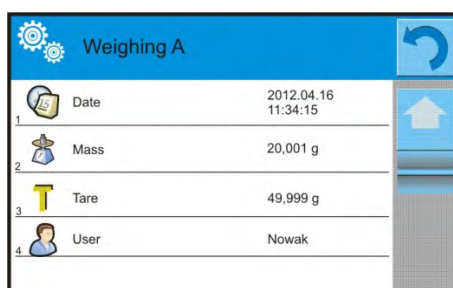 Weighing A
Date
2012.04.16
11:34:15
1
Mass
20,001 g
2
Tare
49,999 g
3
User
Nowak
4